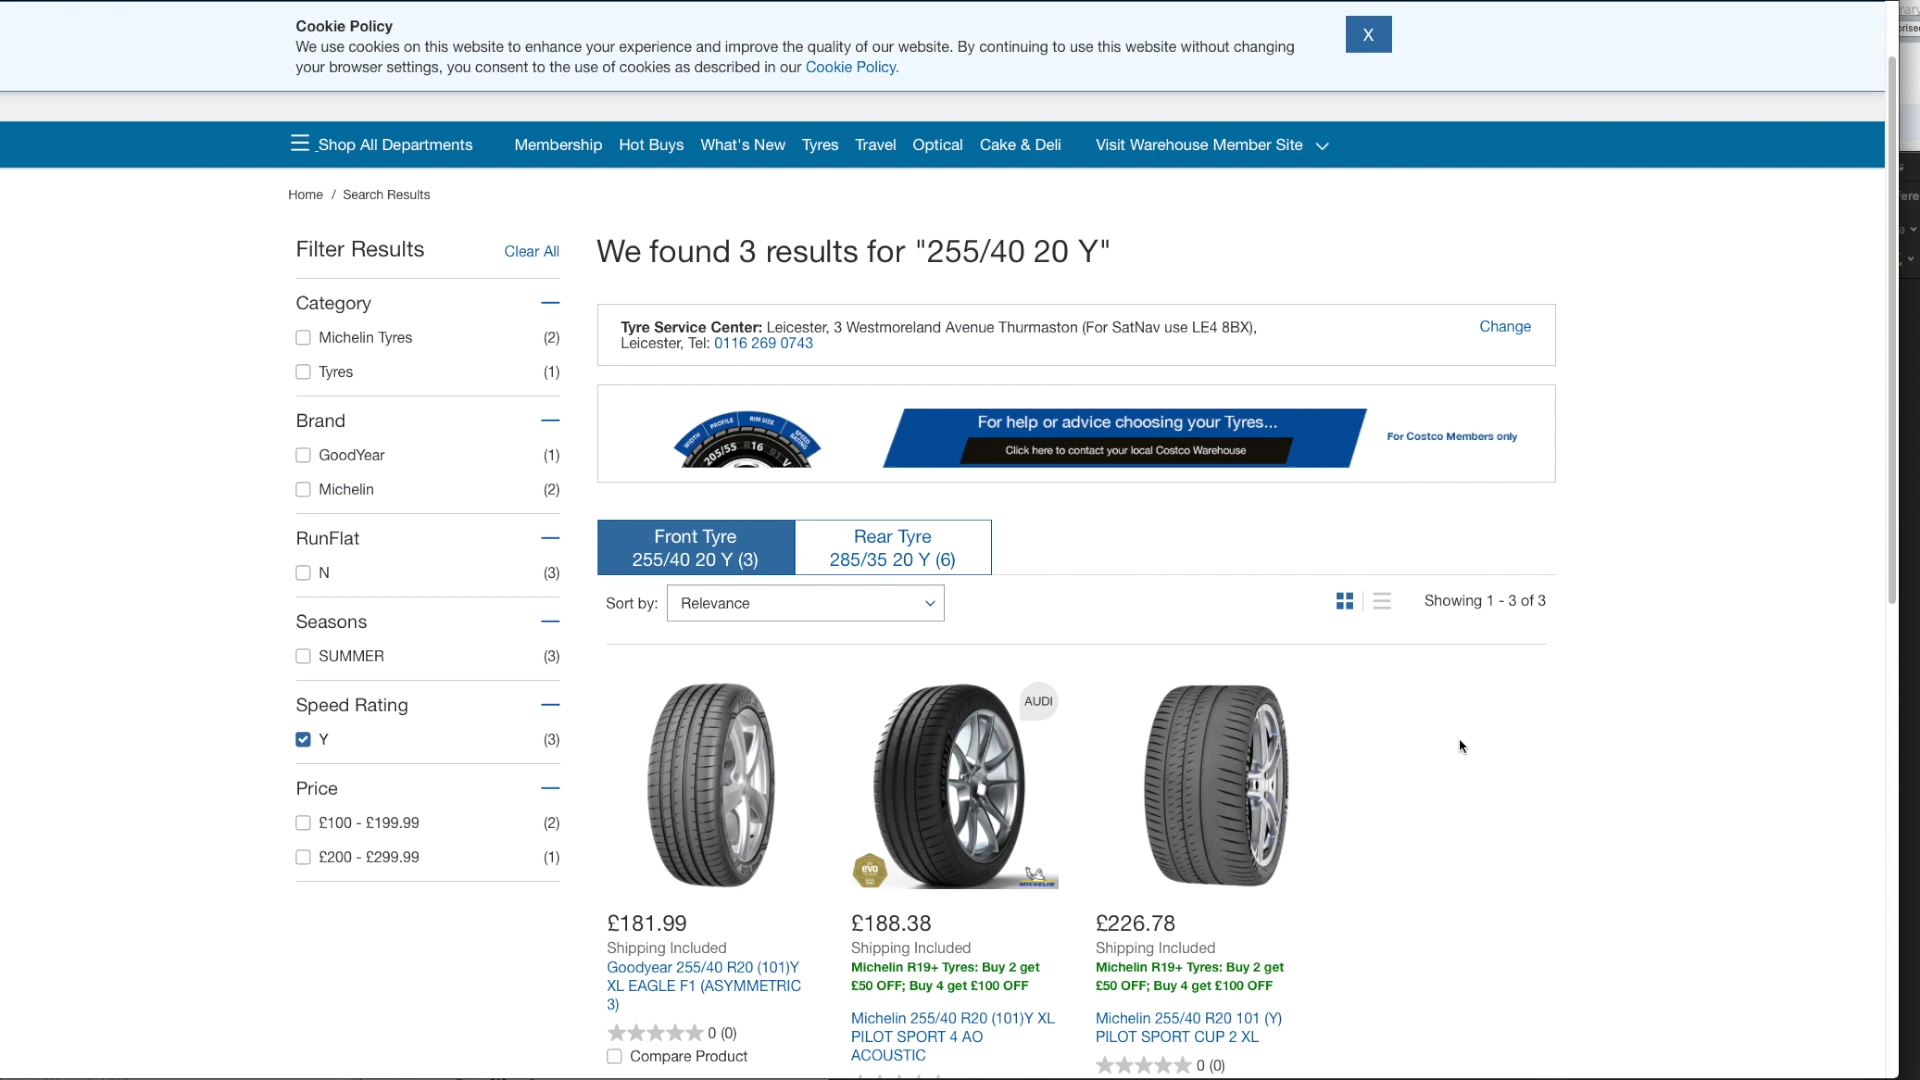 Cookie Policy
We use cookies on this website to enhance your experience and improve the quality of our website. By continuing to use this website without changing
your browser settings, you consent to the use of cookies as described in our Cookie Policy.
X
Shop All Departments
Membership
Hot Buys
What's New
Tyres
Travel
Optical
Cake & Deli
Visit Warehouse Member Site
Home / Search Results
Filter Results
Clear All
Category
Michelin Tyres (2)
Tyres (1)
Brand
GoodYear (1)
Michelin (2)
RunFlat
N (3)
Seasons
SUMMER (3)
Speed Rating
Y (3)
Price
£100 - £199.99 (2)
£200 - £299.99 (1)
We found 3 results for "255/40 20 Y"
Tyre Service Center: Leicester, 3 Westmoreland Avenue Thurmaston (For SatNav use LE4 8BX),
Leicester, Tel: 0116 269 0743
Change
WIDTH PROFILE RIM SIZE SPEED RATING
205/55 R16 91 V
For help or advice choosing your Tyres...
Click here to contact your local Costco Warehouse
For Costco Members only
Front Tyre
255/40 20 Y (3)
Rear Tyre
285/35 20 Y (6)
Sort by: Relevance
Showing 1 - 3 of 3
£181.99
Shipping Included
Goodyear 255/40 R20 (101)Y
XL EAGLE F1 (ASYMMETRIC
3)
0 (0)
Compare Product
AUDI
evo
MICHELIN
£188.38
Shipping Included
Michelin R19+ Tyres: Buy 2 get
£50 OFF; Buy 4 get £100 OFF
Michelin 255/40 R20 (101)Y XL
PILOT SPORT 4 AO
ACOUSTIC
£226.78
Shipping Included
Michelin R19+ Tyres: Buy 2 get
£50 OFF; Buy 4 get £100 OFF
Michelin 255/40 R20 101 (Y)
PILOT SPORT CUP 2 XL
0 (0)